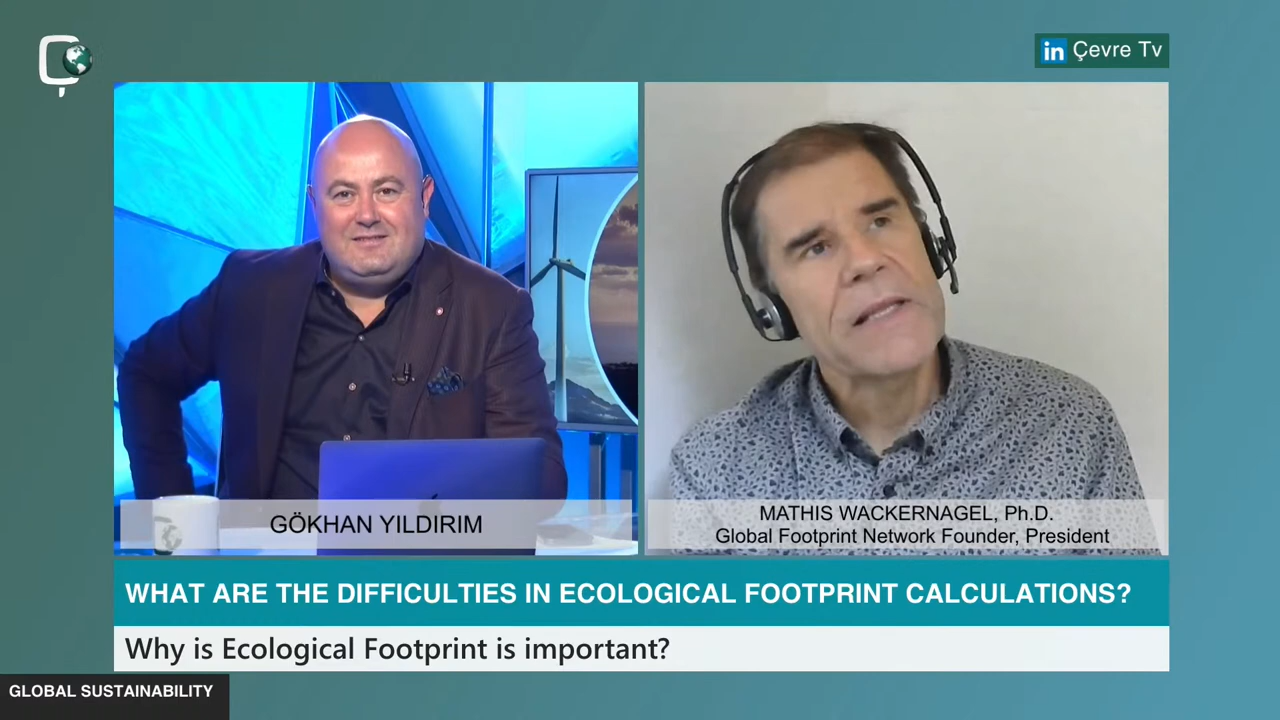 in Çevre Tv
GÖKHAN YILDIRIM
MATHIS WACKERNAGEL, Ph.D.
Global Footprint Network Founder, President
WHAT ARE THE DIFFICULTIES IN ECOLOGICAL FOOTPRINT CALCULATIONS?
Why is Ecological Footprint is important?
GLOBAL SUSTAINABILITY